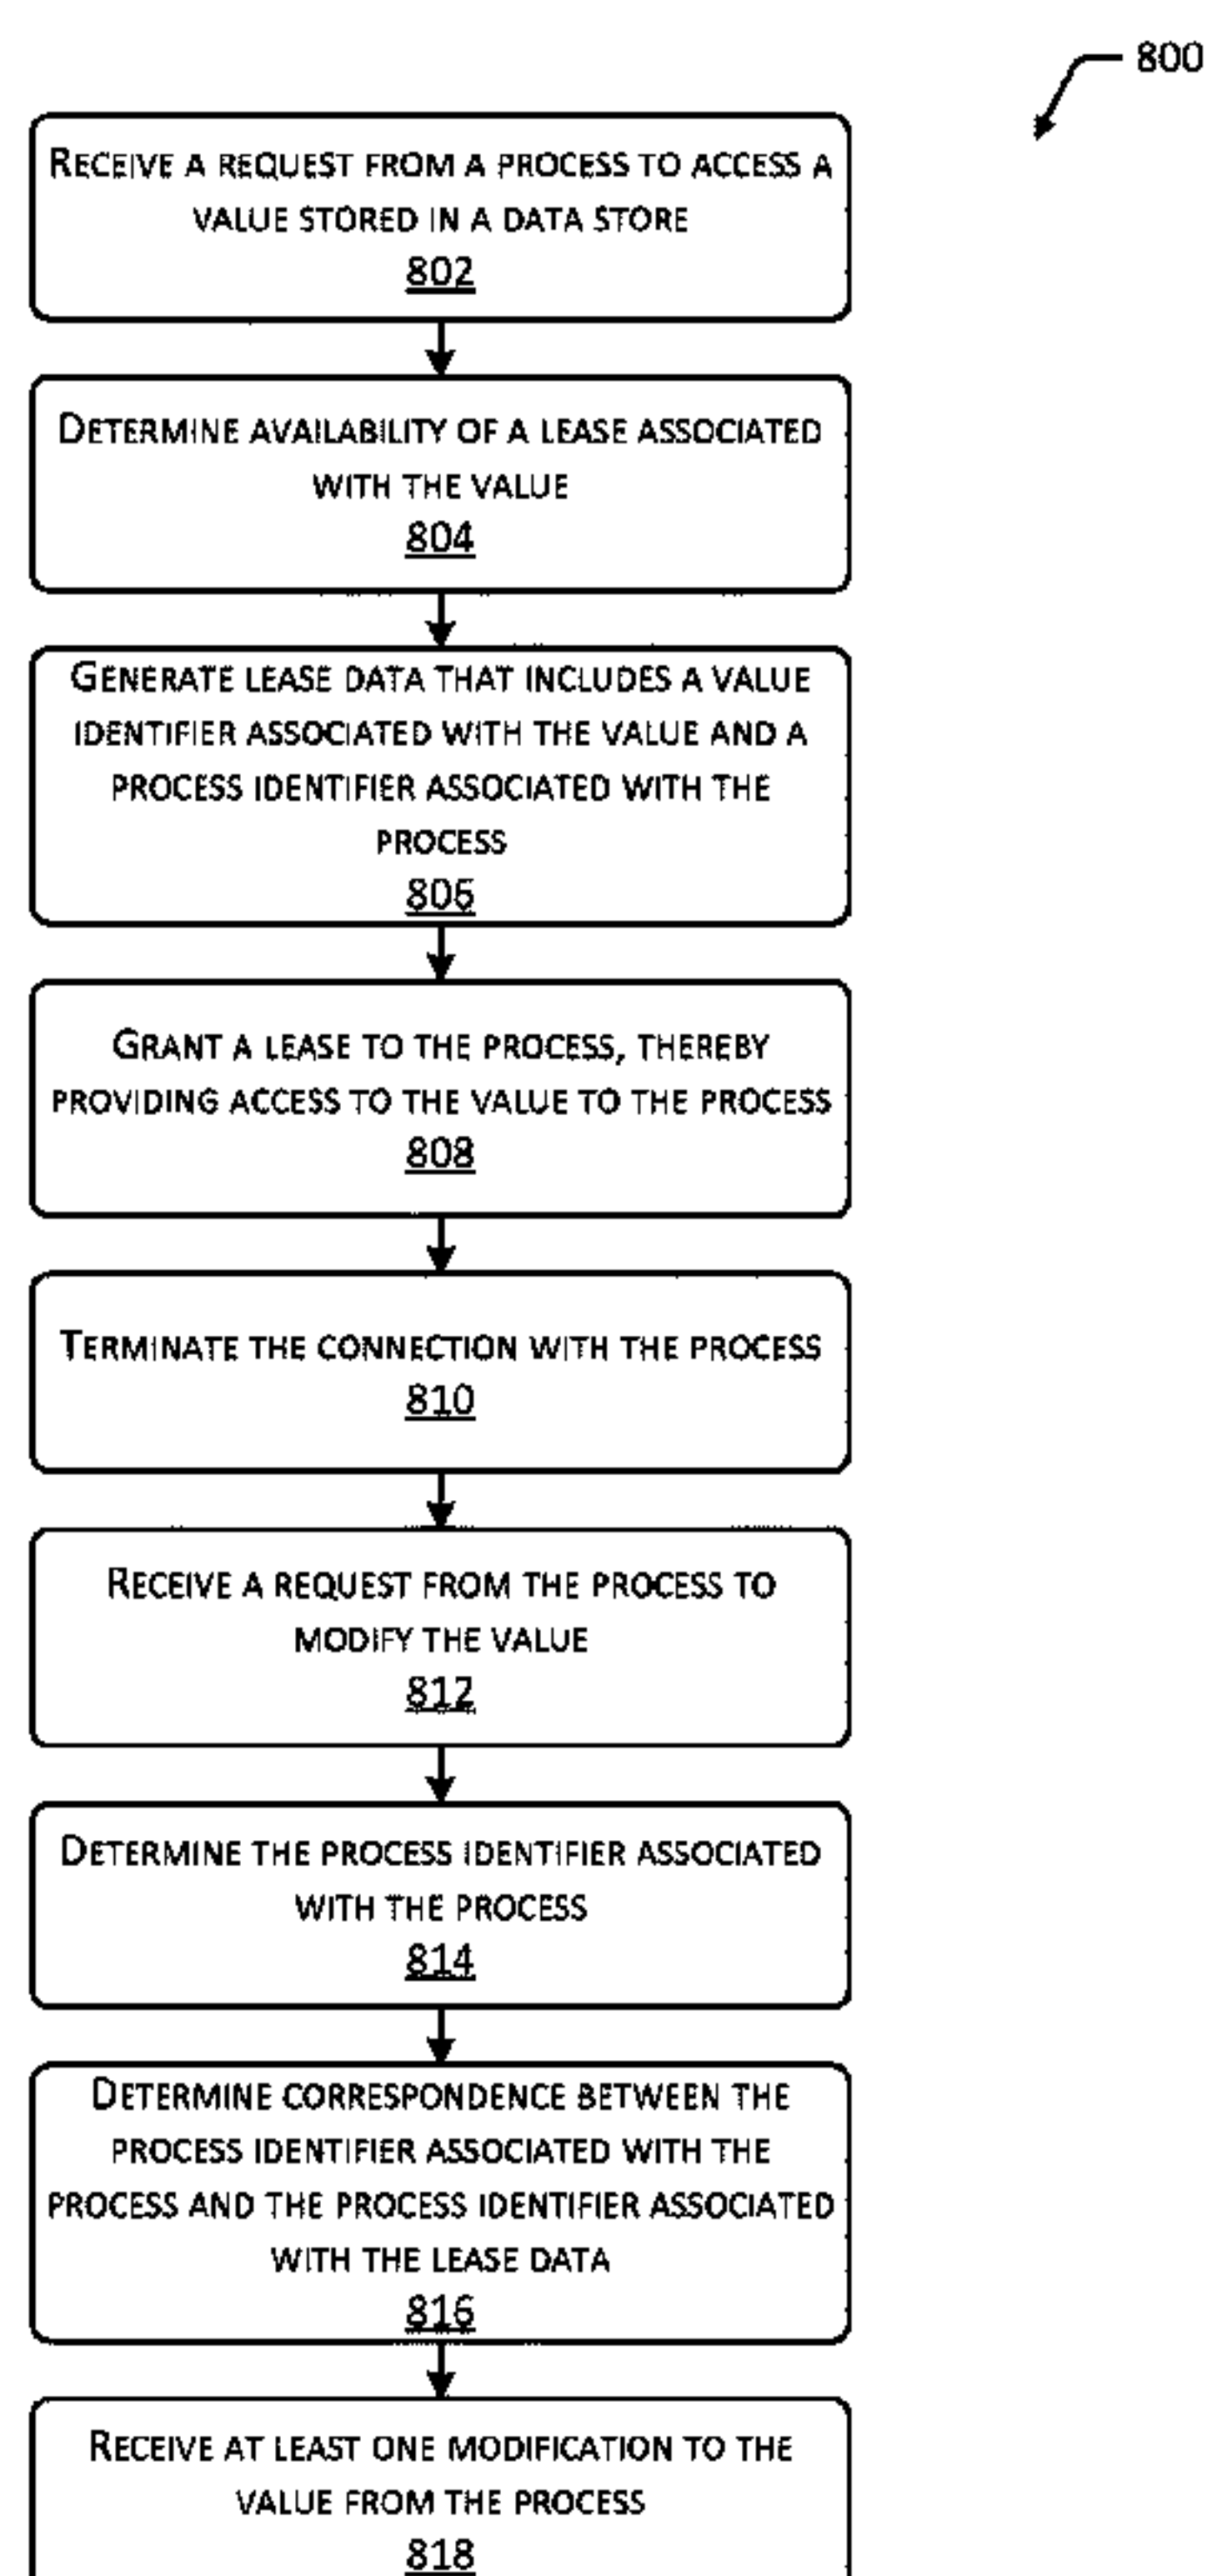 800
RECEIVE A REQUEST FROM A PROCESS TO ACCESS A
VALUE STORED IN A DATA STORE
802
DETERMINE AVAILABILITY OF A LEASE ASSOCIATED
WITH THE VALUE
804
GENERATE LEASE DATA THAT INCLUDES A VALUE
IDENTIFIER ASSOCIATED WITH THE VALUE AND A
PROCESS IDENTIFIER ASSOCIATED WITH THE
PROCESS
806
GRANT A LEASE TO THE PROCESS, THEREBY
PROVIDING ACCESS TO THE VALUE TO THE PROCESS
808
TERMINATE THE CONNECTION WITH THE PROCESS
810
RECEIVE A REQUEST FROM THE PROCESS TO
MODIFY THE VALUE
812
DETERMINE THE PROCESS IDENTIFIER ASSOCIATED
WITH THE PROCESS
814
DETERMINE CORRESPONDENCE BETWEEN THE
PROCESS IDENTIFIER ASSOCIATED WITH THE
PROCESS AND THE PROCESS IDENTIFIER ASSOCIATED
WITH THE LEASE DATA
816
RECEIVE AT LEAST ONE MODIFICATION TO THE
VALUE FROM THE PROCESS
818